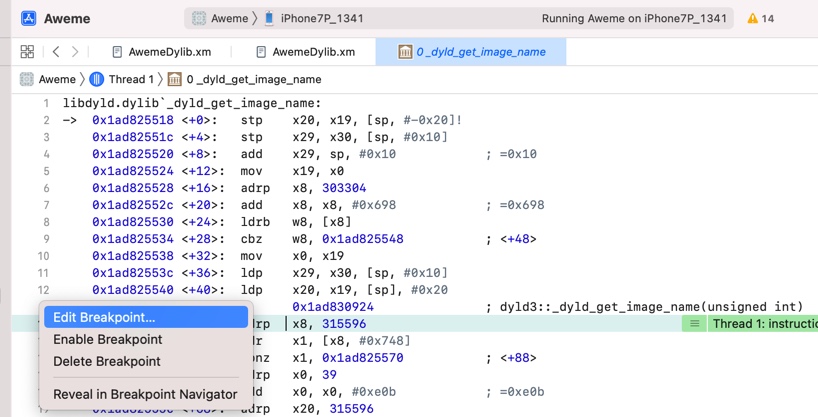 Aweme
Aweme 〉 iPhone7P_1341
Running Aweme on iPhone7P_1341
14
AwemeDylib.xm
AwemeDylib.xm
0 _dyld_get_image_name
Aweme 〉 Thread 1 〉 0 _dyld_get_image_name
1 libdyld.dylib`_dyld_get_image_name:
2 -> 0x1ad825518 <+0>: stp x20, x19, [sp, #-0x20]!
3 0x1ad82551c <+4>: stp x29, x30, [sp, #0x10]
4 0x1ad825520 <+8>: add x29, sp, #0x10 ; =0x10
5 0x1ad825524 <+12>: mov x19, x0
6 0x1ad825528 <+16>: adrp x8, 303304
7 0x1ad82552c <+20>: add x8, x8, #0x698 ; =0x698
8 0x1ad825530 <+24>: ldrb w8, [x8]
9 0x1ad825534 <+28>: cbz w8, 0x1ad825548 ; <+48>
10 0x1ad825538 <+32>: mov x0, x19
11 0x1ad82553c <+36>: ldp x29, x30, [sp, #0x10]
12 0x1ad825540 <+40>: ldp x20, x19, [sp], #0x20
0x1ad830924 ; dyld3::_dyld_get_image_name(unsigned int)
drp x8, 315596 Thread 1: instructio
dr x1, [x8, #0x748]
bnz x1, 0x1ad825570 ; <+88>
drp x0, 39
dd x0, x0, #0xe0b ; =0xe0b
adrp x20, 315596
Edit Breakpoint...
Enable Breakpoint
Delete Breakpoint
Reveal in Breakpoint Navigator